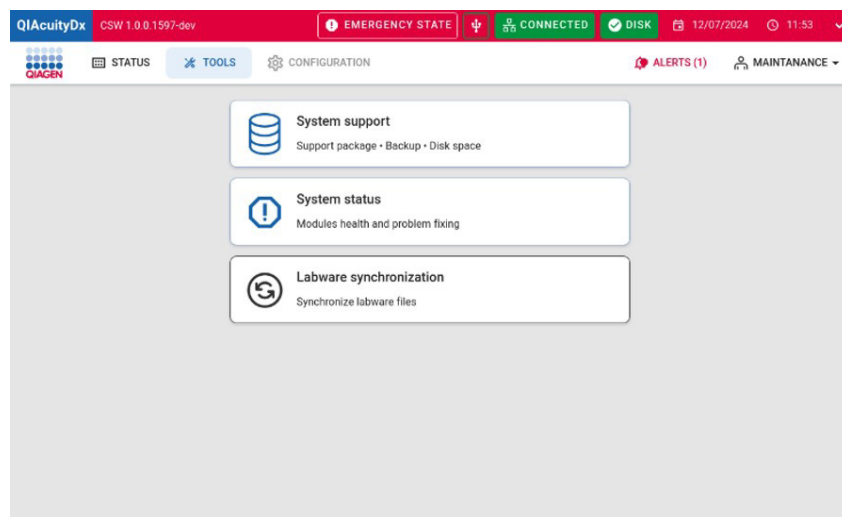 QIAcuityDx CSW 1.0.0.1597-dev EMERGENCY STATE CONNECTED DISK 12/07/2024 11:53
QIAGEN STATUS TOOLS CONFIGURATION ALERTS (1) MAINTANANCE
System support
Support package • Backup • Disk space
System status
Modules health and problem fixing
Labware synchronization
Synchronize labware files